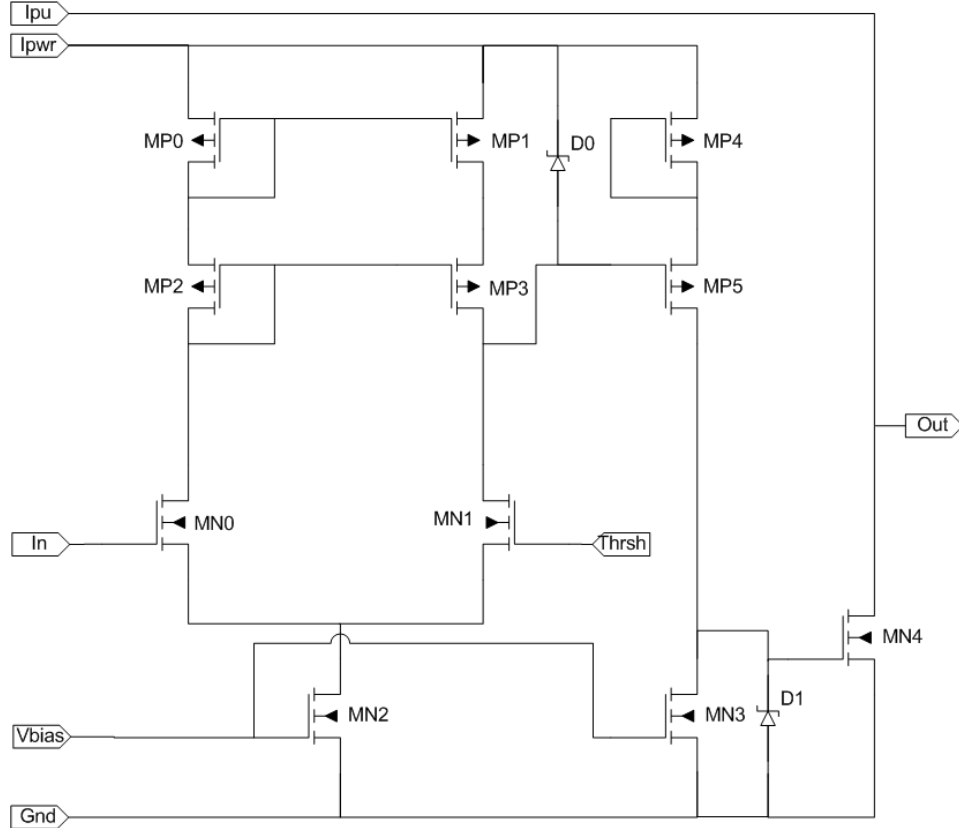 Ipu
Ipwr
MP0
MP1
D0
MP4
MP2
MP3
MP5
Out
MN0
MN1
In
Thrsh
MN4
D1
MN2
MN3
Vbias
Gnd